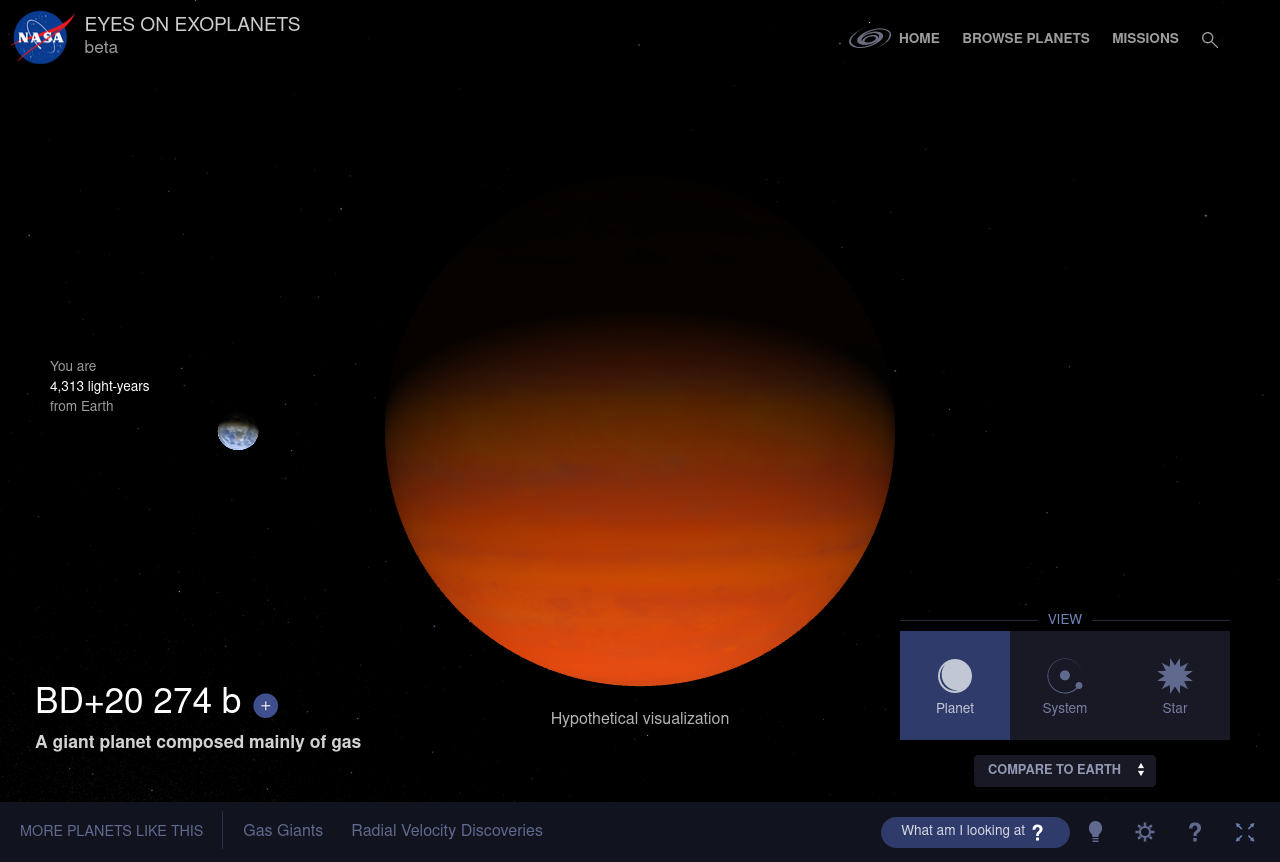 NASA
EYES ON EXOPLANETS
beta
HOME
BROWSE PLANETS
MISSIONS
You are
4,313 light-years
from Earth
BD+20 274 b
+
A giant planet composed mainly of gas
Hypothetical visualization
VIEW
Planet
System
Star
COMPARE TO EARTH
MORE PLANETS LIKE THIS
Gas Giants
Radial Velocity Discoveries
What am I looking at ?
?